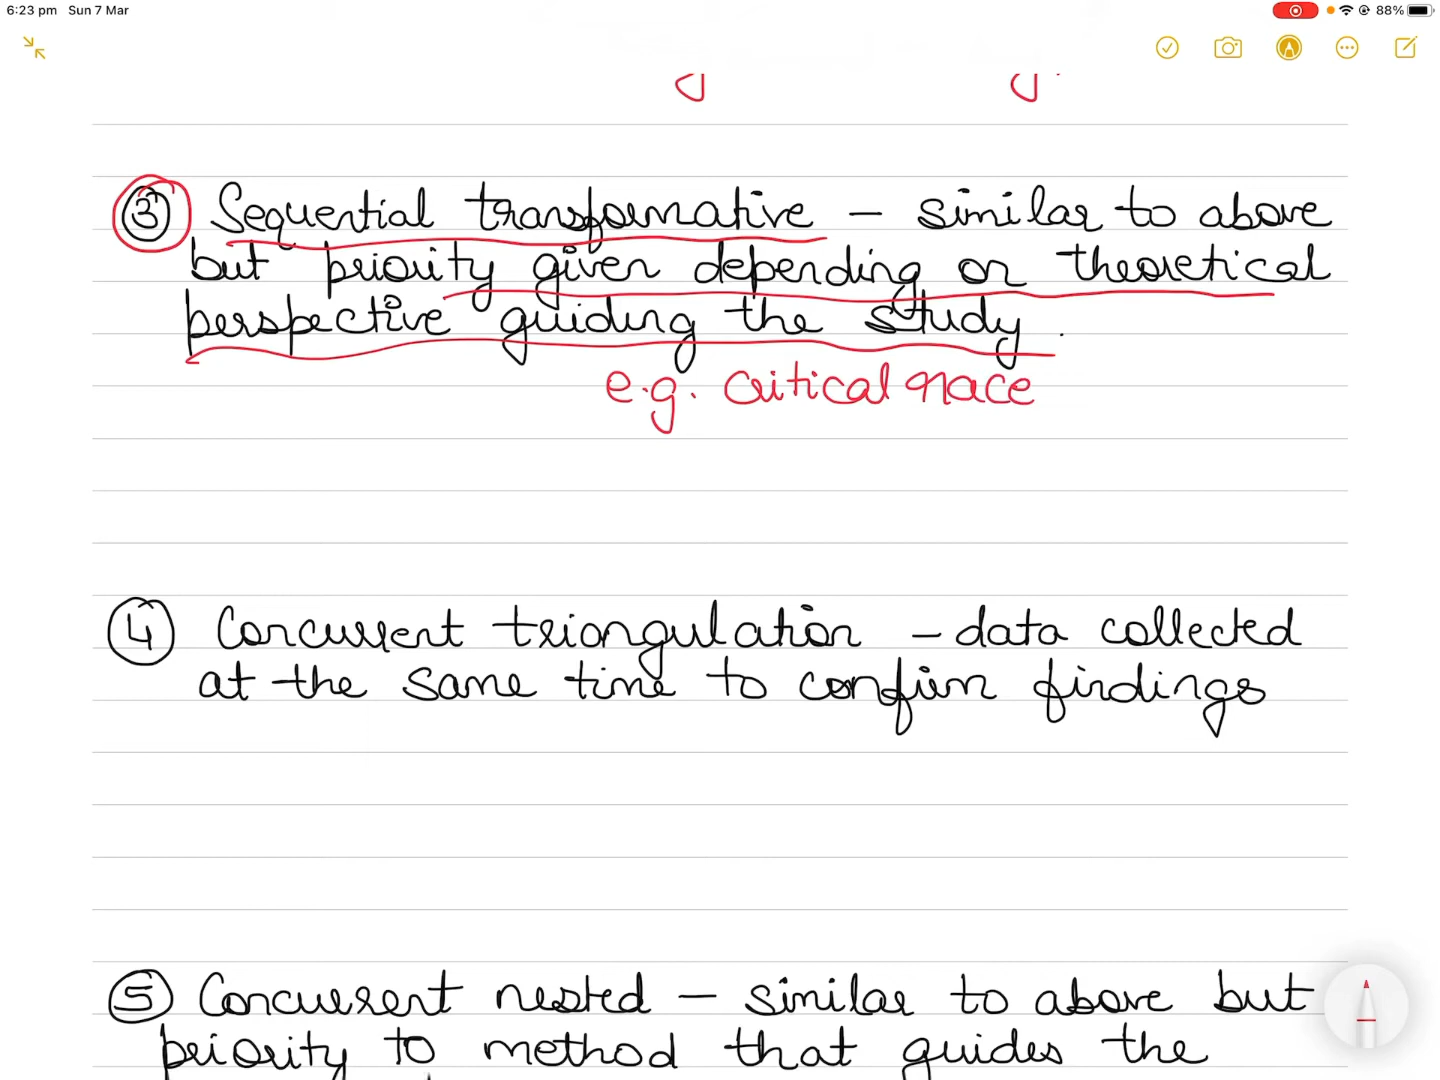 6:23 pm Sun 7 Mar 88%
③ Sequential transformative – similar to above
but priority given depending on theoretical
perspective guiding the study.
e.g. critical race
④ Concurrent triangulation – data collected
at the same time to confirm findings
⑤ Concurrent nested – similar to above but
priority to method that guides the